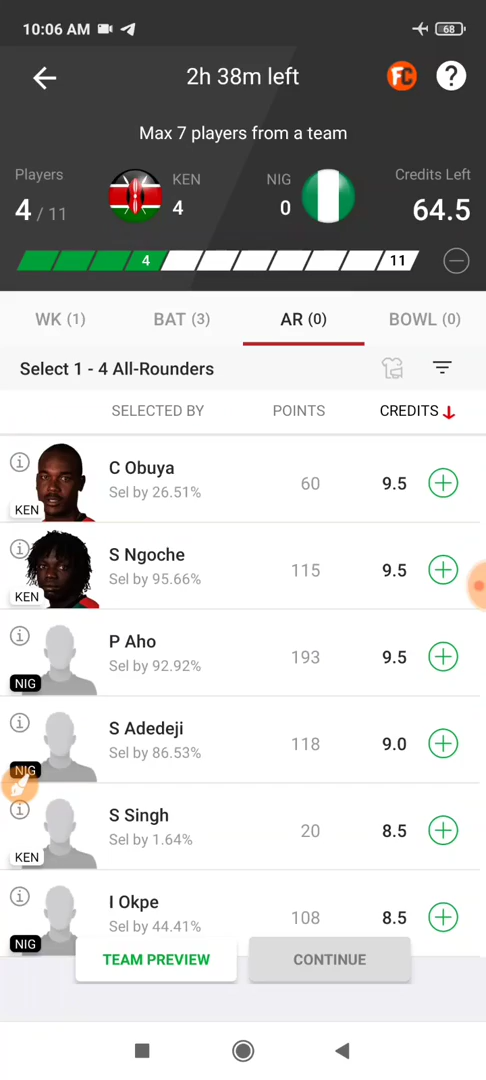 10:06 AM
68
2h 38m left
FC
?
Max 7 players from a team
Players
4 / 11
KEN
4
NIG
0
Credits Left
64.5
4
11
WK (1)
BAT (3)
AR (0)
BOWL (0)
Select 1 - 4 All-Rounders
SELECTED BY
POINTS
CREDITS
C Obuya
Sel by 26.51%
KEN
60
9.5
S Ngoche
Sel by 95.66%
KEN
115
9.5
P Aho
Sel by 92.92%
NIG
193
9.5
S Adedeji
Sel by 86.53%
NIG
118
9.0
S Singh
Sel by 1.64%
KEN
20
8.5
I Okpe
Sel by 44.41%
NIG
108
8.5
TEAM PREVIEW
CONTINUE